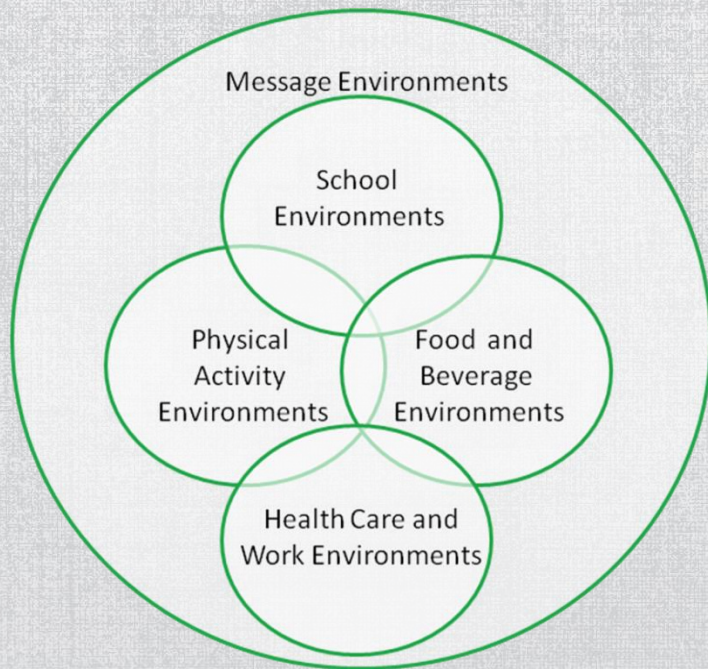 Message Environments
School
Environments
Physical
Activity
Environments
Food and
Beverage
Environments
Health Care and
Work Environments